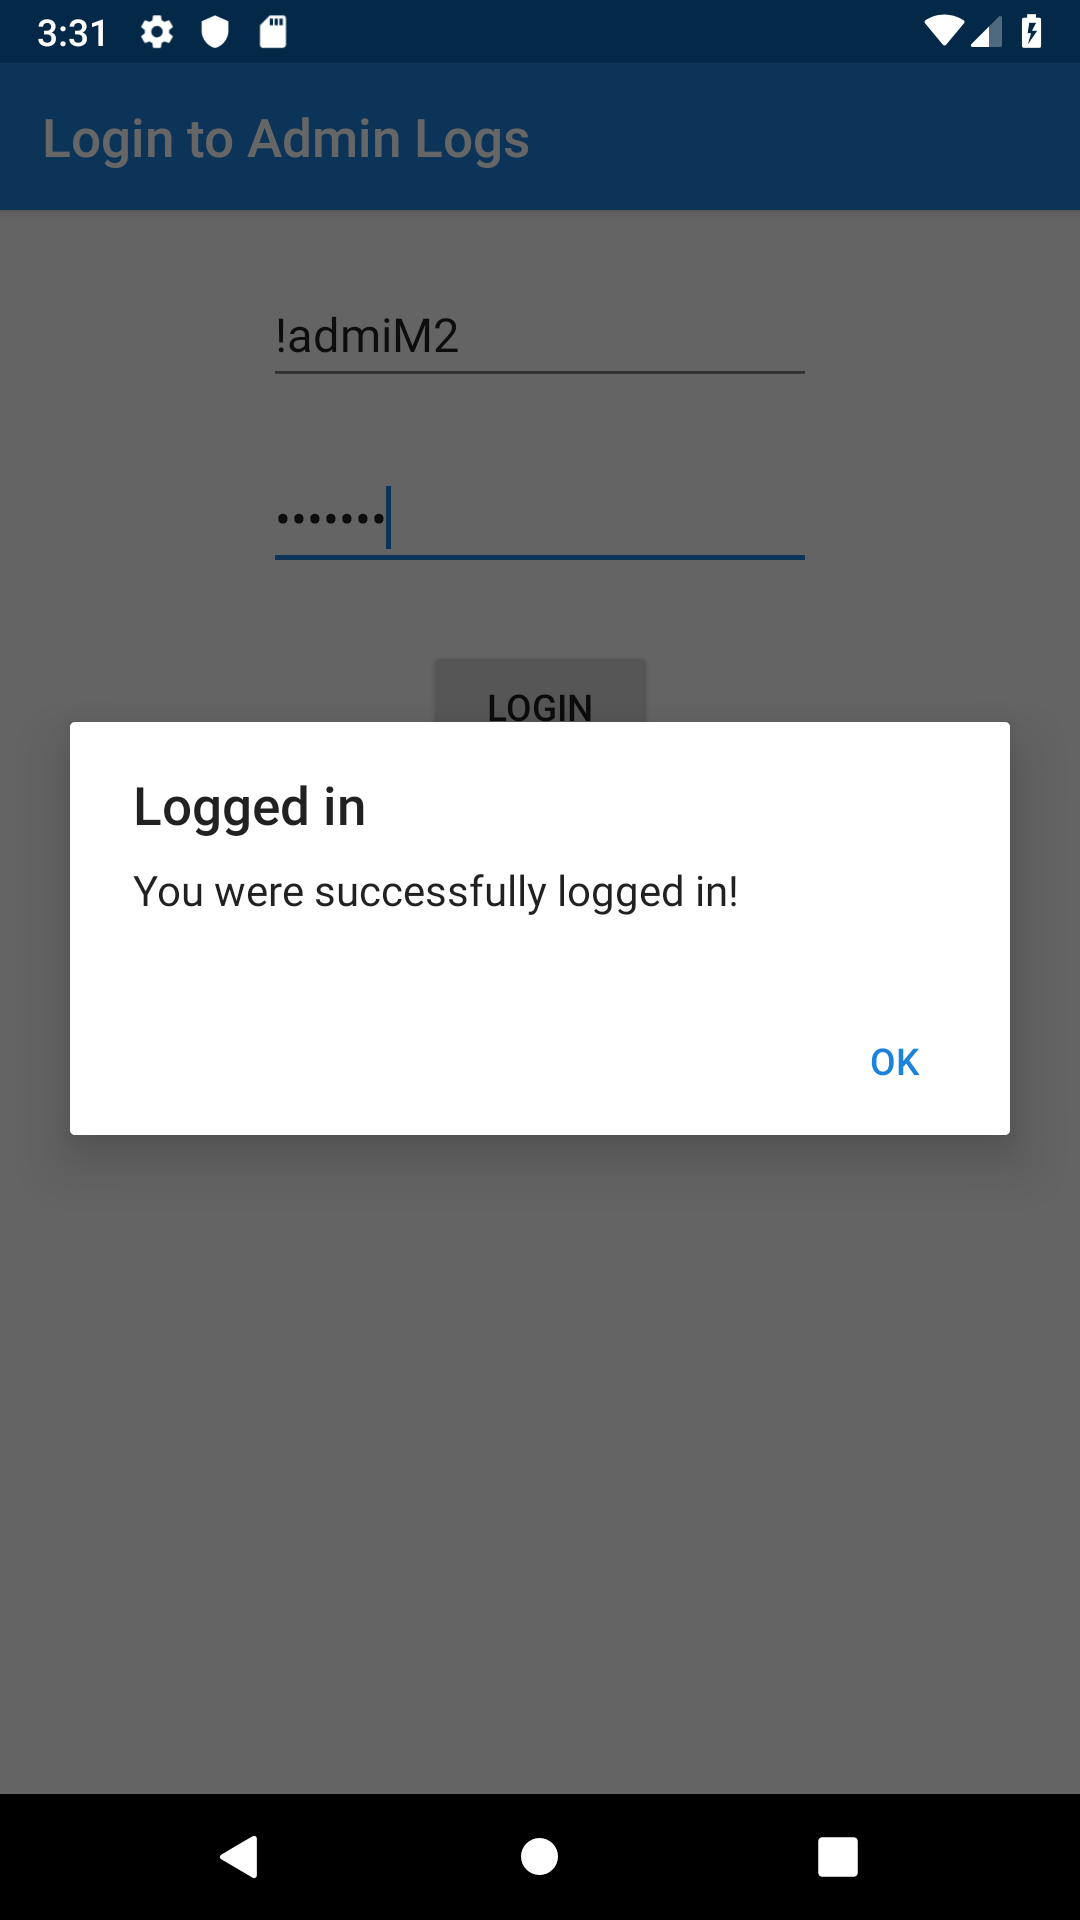 3:31
Login to Admin Logs
!admiM2
•••••••
LOGIN
Logged in
You were successfully logged in!
OK